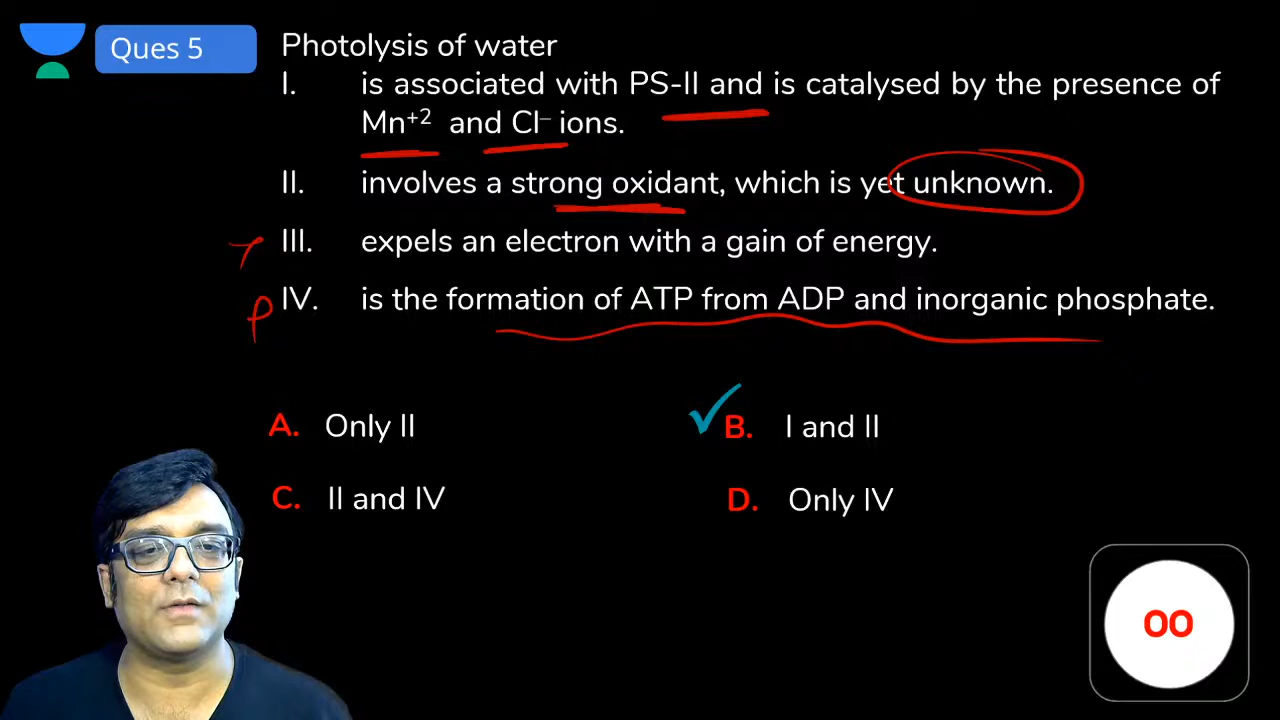 Ques 5
Photolysis of water
I. is associated with PS-II and is catalysed by the presence of
Mn⁺² and Cl⁻ ions.
II. involves a strong oxidant, which is yet unknown.
III. expels an electron with a gain of energy.
P IV. is the formation of ATP from ADP and inorganic phosphate.
A. Only II
B. I and II
C. II and IV
D. Only IV
00